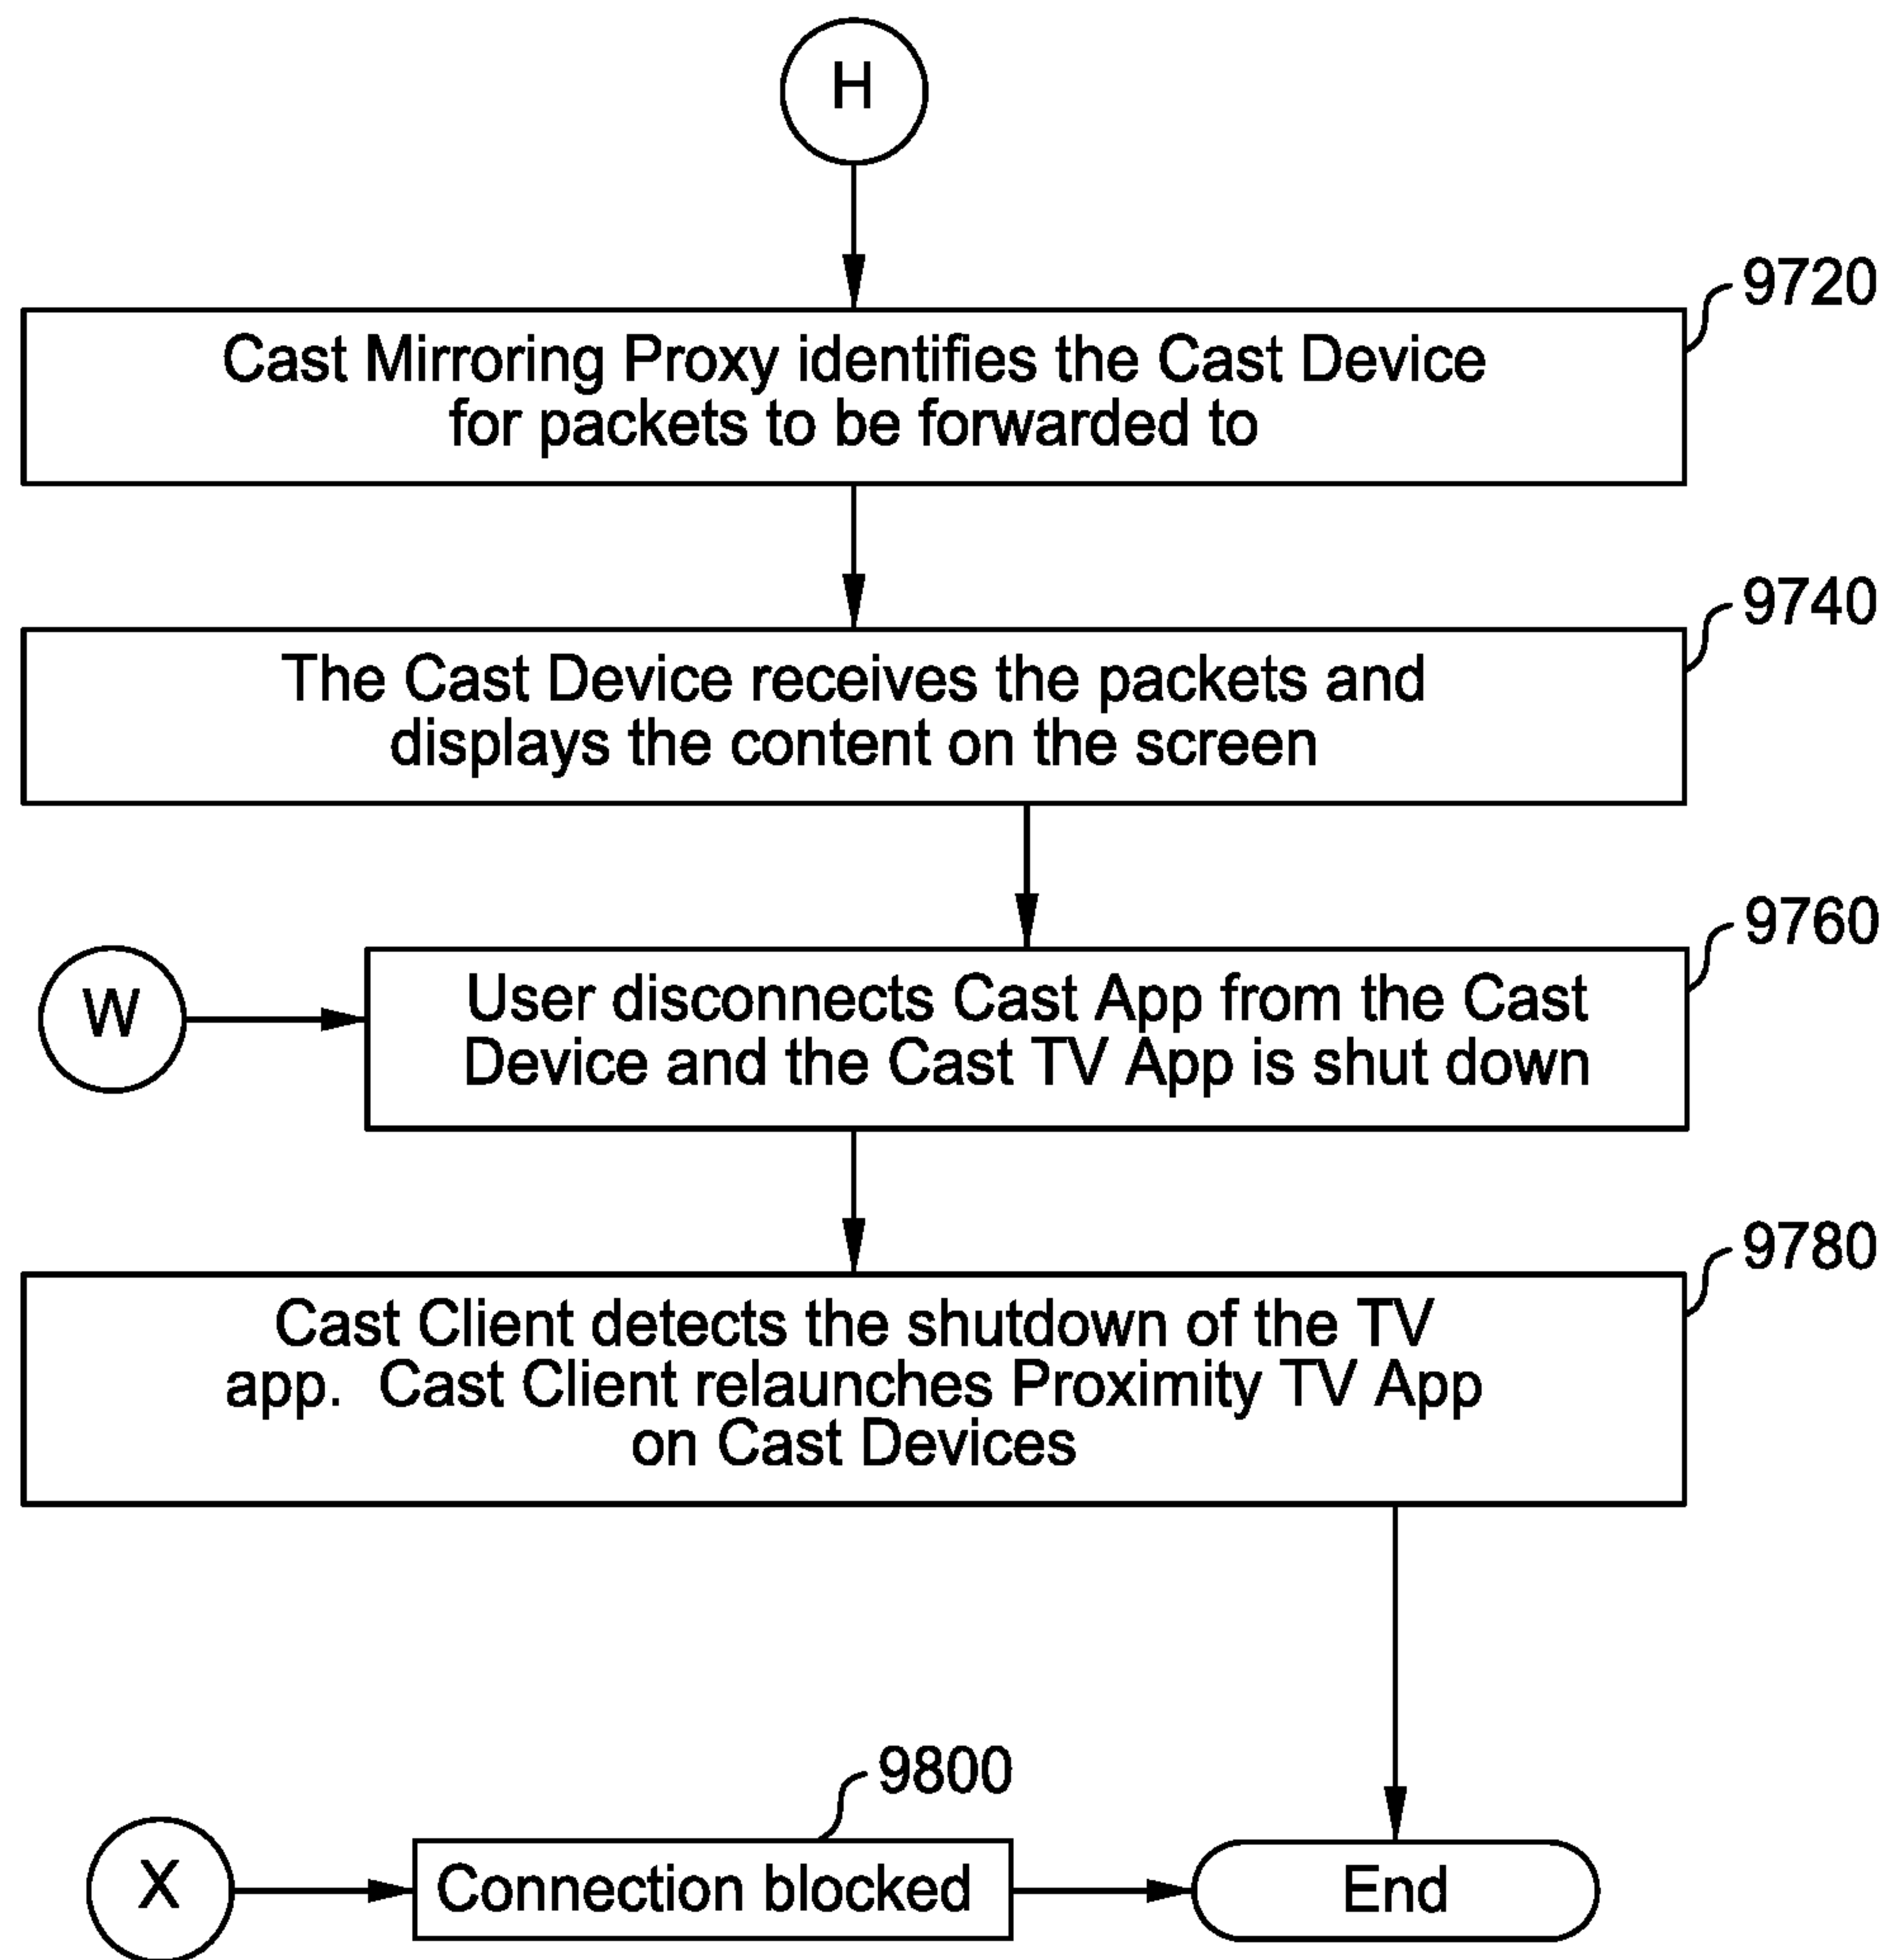 H
9720
Cast Mirroring Proxy identifies the Cast Device
for packets to be forwarded to
9740
The Cast Device receives the packets and
displays the content on the screen
9760
W
User disconnects Cast App from the Cast
Device and the Cast TV App is shut down
9780
Cast Client detects the shutdown of the TV
app. Cast Client relaunches Proximity TV App
on Cast Devices
9800
X
Connection blocked
End